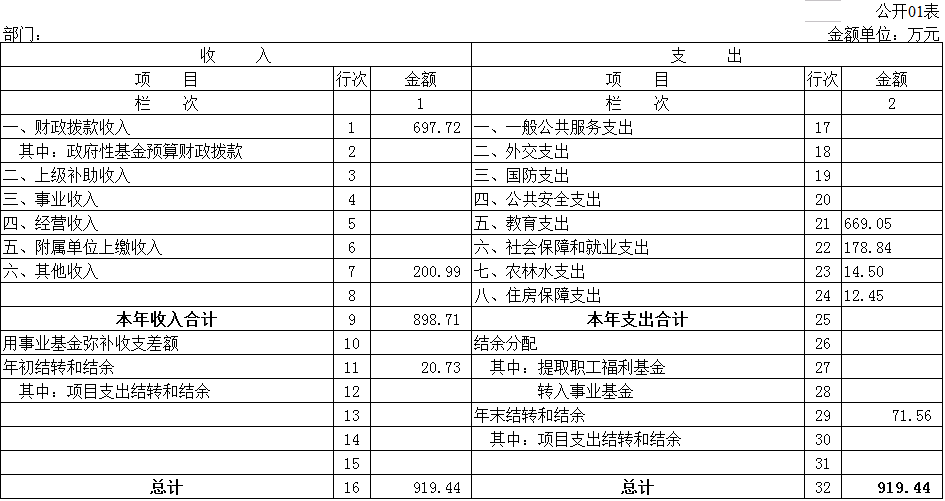 公开01表
部门： 金额单位：万元
收 入 支 出
项 目 行次 金额 项 目 行次 金额
栏 次 1 栏 次 2
一、财政拨款收入 1 697.72 一、一般公共服务支出 17
其中：政府性基金预算财政拨款 2 二、外交支出 18
二、上级补助收入 3 三、国防支出 19
三、事业收入 4 四、公共安全支出 20
四、经营收入 5 五、教育支出 21 669.05
五、附属单位上缴收入 6 六、社会保障和就业支出 22 178.84
六、其他收入 7 200.99 七、农林水支出 23 14.50
8 八、住房保障支出 24 12.45
本年收入合计 9 898.71 本年支出合计 25
用事业基金弥补收支差额 10 结余分配 26
年初结转和结余 11 20.73 其中：提取职工福利基金 27
其中：项目支出结转和结余 12 转入事业基金 28
13 年末结转和结余 29 71.56
14 其中：项目支出结转和结余 30
15 31
总计 16 919.44 总计 32 919.44